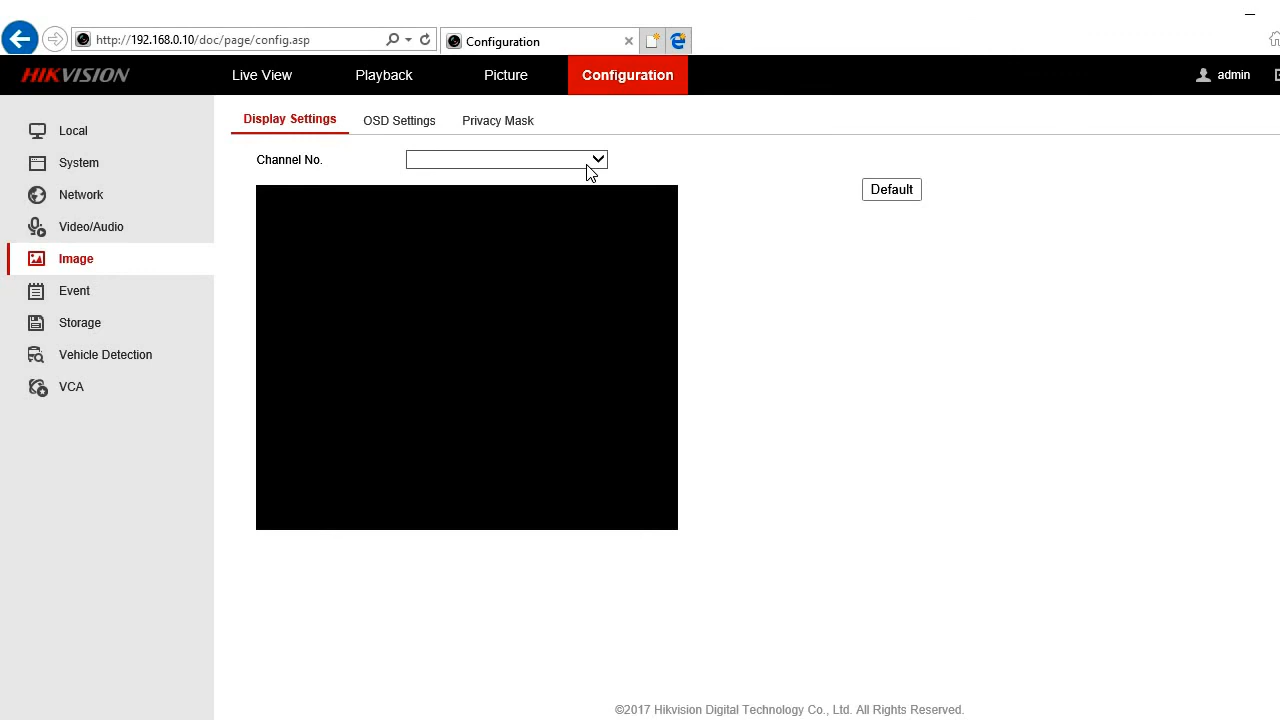 http://192.168.0.10/doc/page/config.asp
Configuration
HIKVISION
Live View
Playback
Picture
Configuration
admin
Local
System
Network
Video/Audio
Image
Event
Storage
Vehicle Detection
VCA
Display Settings
OSD Settings
Privacy Mask
Channel No.
Default
©2017 Hikvision Digital Technology Co., Ltd. All Rights Reserved.